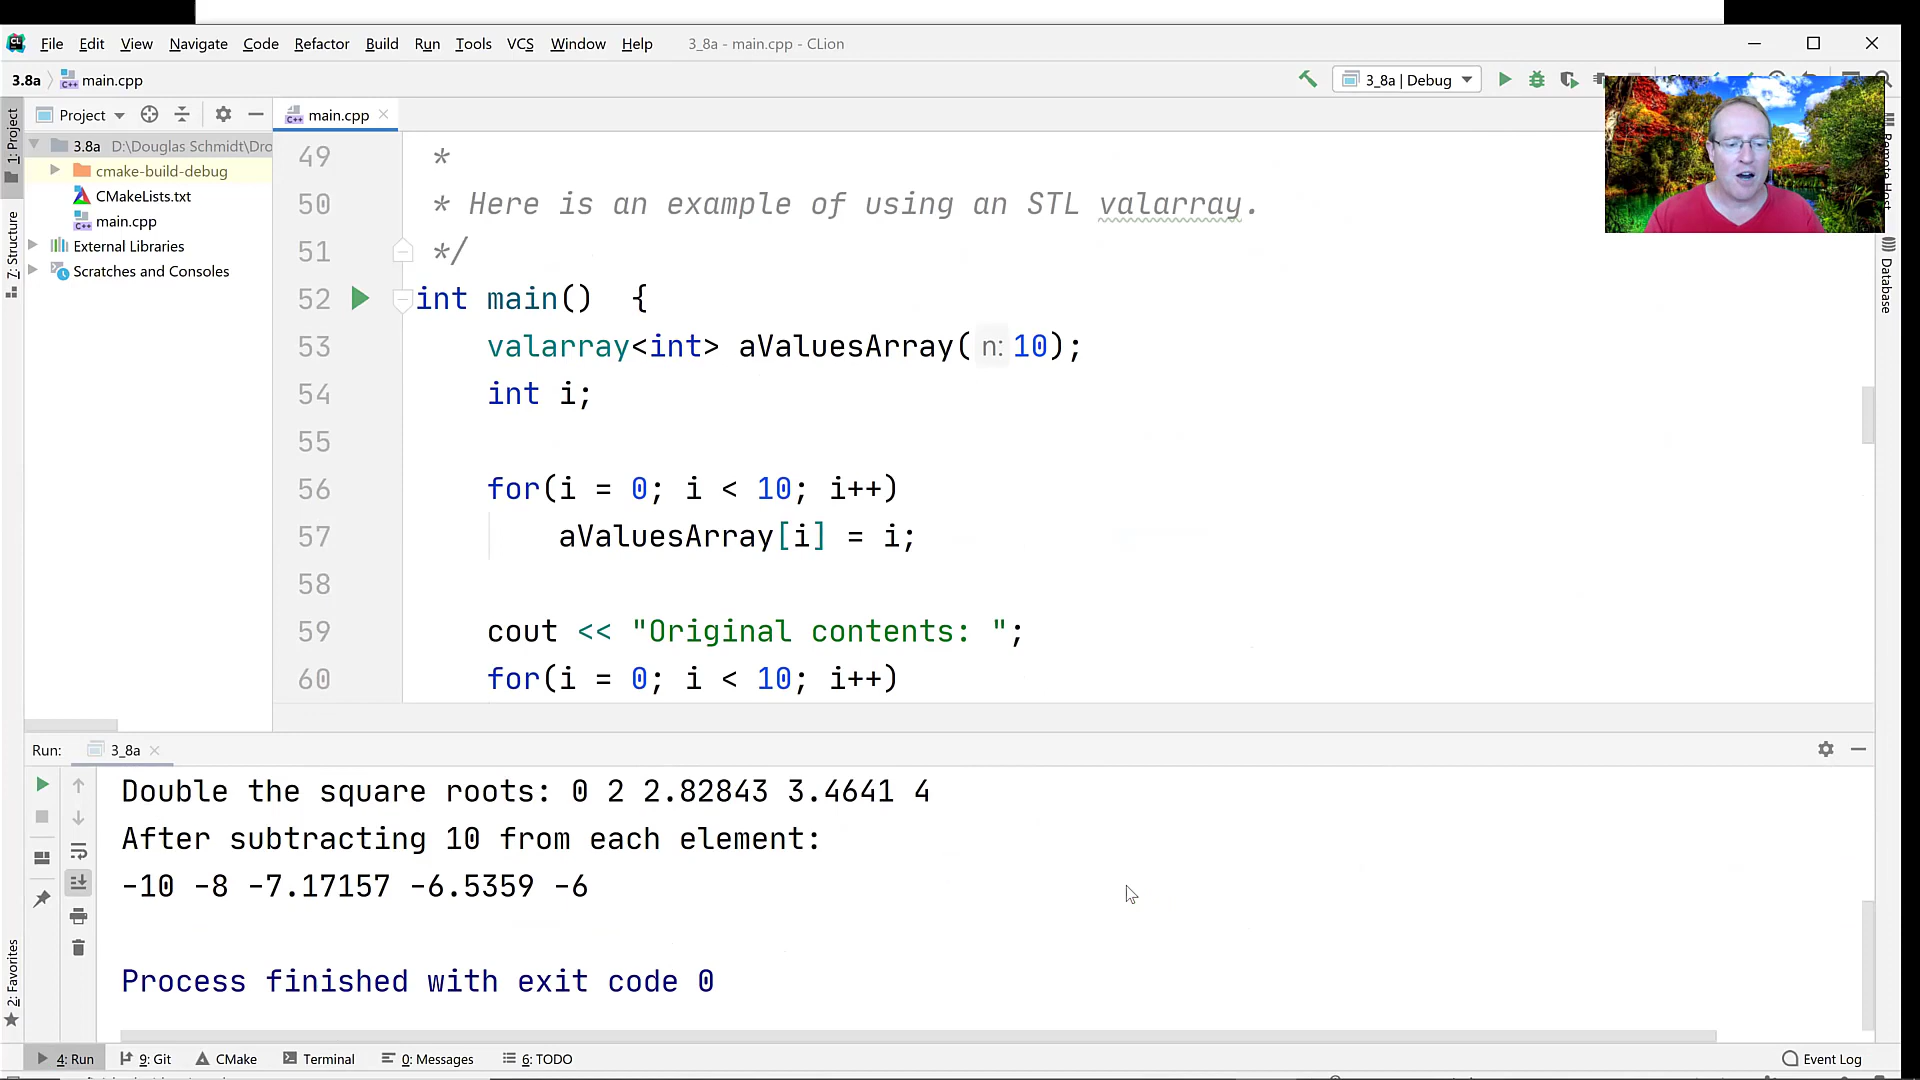 File Edit View Navigate Code Refactor Build Run Tools VCS Window Help 3_8a - main.cpp - CLion
3.8a main.cpp
3_8a | Debug
1: Project
Project
main.cpp
3.8a D:\Douglas Schmidt\Dro
cmake-build-debug
CMakeLists.txt
main.cpp
External Libraries
Scratches and Consoles
7: Structure
Remote Host
Database
49 *
50 * Here is an example of using an STL valarray.
51 */
52 int main() {
53 valarray<int> aValuesArray( n: 10);
54 int i;
55
56 for(i = 0; i < 10; i++)
57 aValuesArray[i] = i;
58
59 cout << "Original contents: ";
60 for(i = 0; i < 10; i++)
Run: 3_8a
Double the square roots: 0 2 2.82843 3.4641 4
After subtracting 10 from each element:
-10 -8 -7.17157 -6.5359 -6
Process finished with exit code 0
2: Favorites
4: Run 9: Git CMake Terminal 0: Messages 6: TODO Event Log